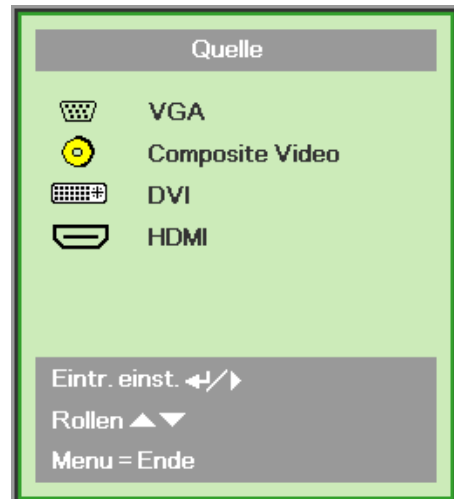 Quelle
VGA
Composite Video
DVI
HDMI
Eintr. einst. ↵/▶
Rollen ▲▼
Menu = Ende